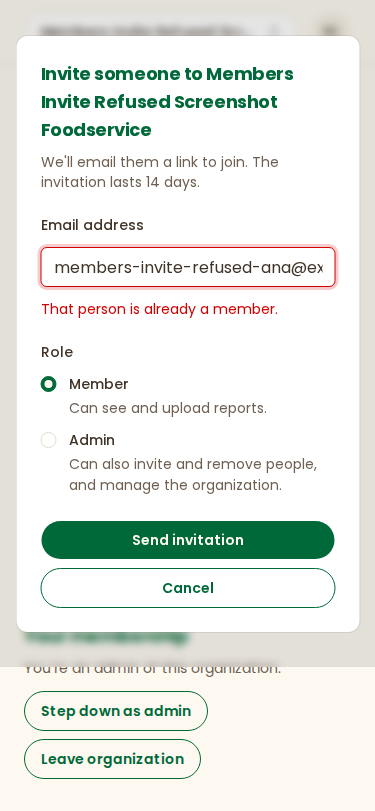 Invite someone to Members
Invite Refused Screenshot
Foodservice
We'll email them a link to join. The
invitation lasts 14 days.
Email address
members-invite-refused-ana@ex
That person is already a member.
Role
Member
Can see and upload reports.
Admin
Can also invite and remove people,
and manage the organization.
Send invitation
Cancel
Your membership
You're an admin of this organization.
Step down as admin
Leave organization